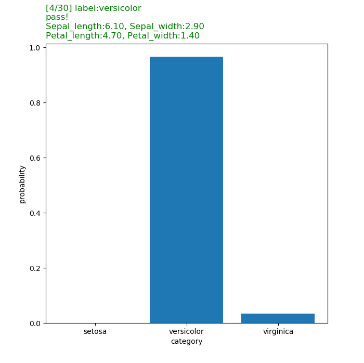 [4/30] label:versicolor
pass!
Sepal_length:6.10, Sepal_width:2.90
Petal_length:4.70, Petal_width:1.40
1.0
0.8
0.6
0.4
0.2
0.0
probability
setosa versicolor virginica
category